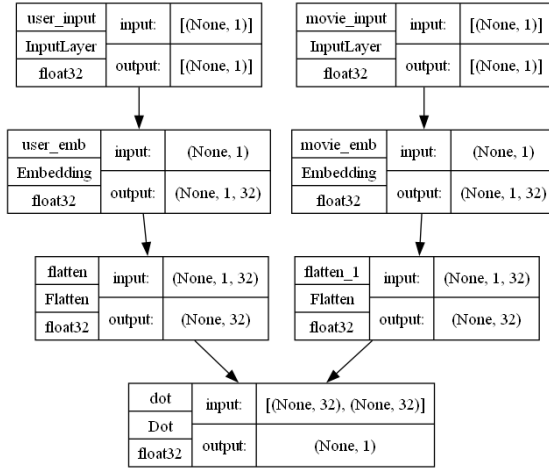 user_input input: [(None, 1)]
InputLayer
float32 output: [(None, 1)]
movie_input input: [(None, 1)]
InputLayer
float32 output: [(None, 1)]
user_emb input: (None, 1)
Embedding
float32 output: (None, 1, 32)
movie_emb input: (None, 1)
Embedding
float32 output: (None, 1, 32)
flatten input: (None, 1, 32)
Flatten
float32 output: (None, 32)
flatten_1 input: (None, 1, 32)
Flatten
float32 output: (None, 32)
dot input: [(None, 32), (None, 32)]
Dot
float32 output: (None, 1)